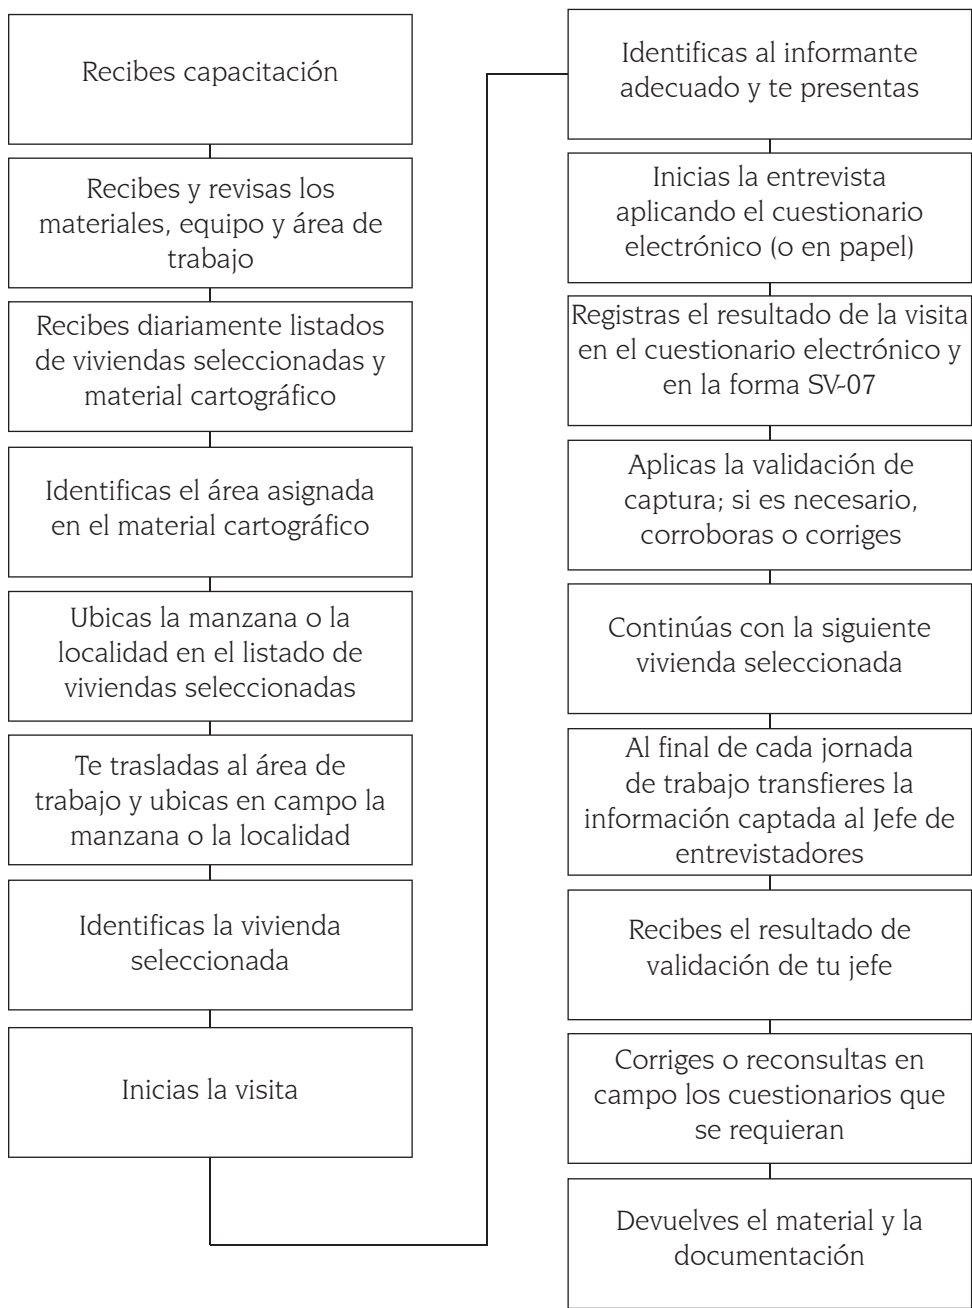 Recibes capacitación
Recibes y revisas los
materiales, equipo y área de
trabajo
Recibes diariamente listados
de viviendas seleccionadas y
material cartográfico
Identificas el área asignada
en el material cartográfico
Ubicas la manzana o la
localidad en el listado de
viviendas seleccionadas
Te trasladas al área de
trabajo y ubicas en campo la
manzana o la localidad
Identificas la vivienda
seleccionada
Inicias la visita
Identificas al informante
adecuado y te presentas
Inicias la entrevista
aplicando el cuestionario
electrónico (o en papel)
Registras el resultado de la visita
en el cuestionario electrónico y
en la forma SV-07
Aplicas la validación de
captura; si es necesario,
corroboras o corriges
Continúas con la siguiente
vivienda seleccionada
Al final de cada jornada
de trabajo transfieres la
información captada al Jefe de
entrevistadores
Recibes el resultado de
validación de tu jefe
Corriges o reconsultas en
campo los cuestionarios que
se requieran
Devuelves el material y la
documentación